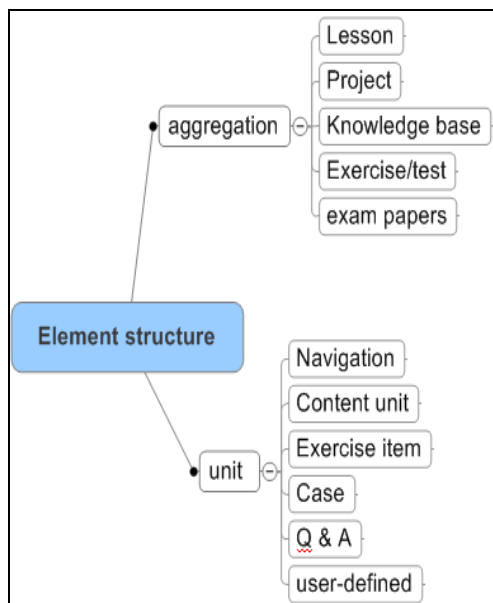 Lesson
Project
aggregation
Knowledge base
Exercise/test
exam papers
Element structure
Navigation
Content unit
Exercise item
unit
Case
Q & A
user-defined